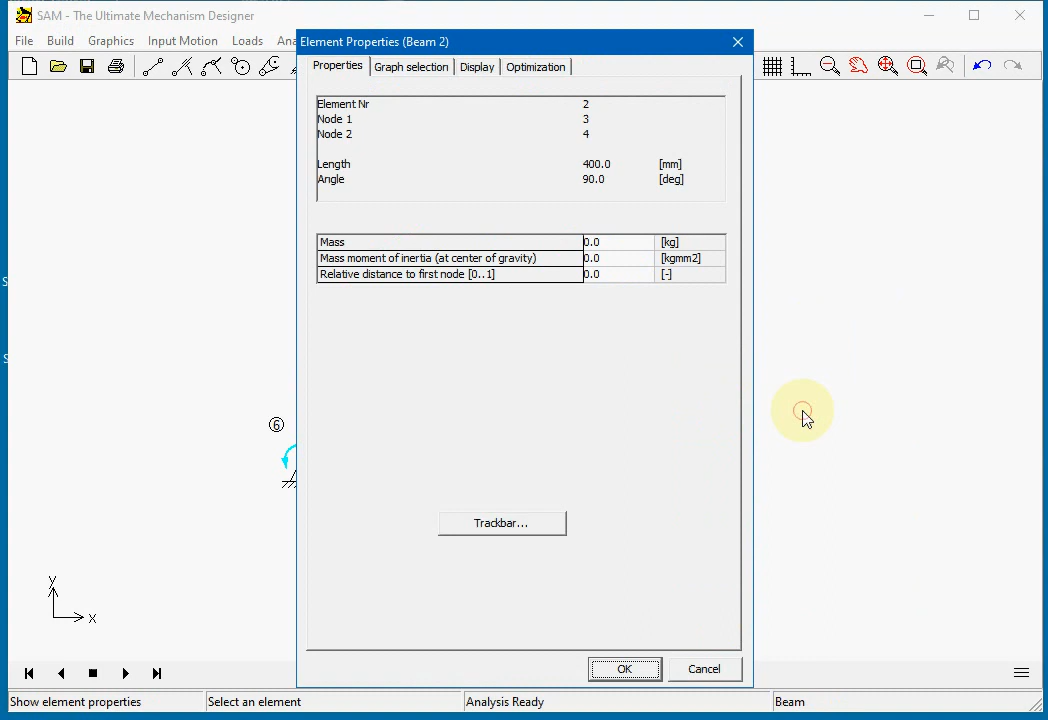 SAM - The Ultimate Mechanism Designer
File Build Graphics Input Motion Loads
Element Properties (Beam 2)
Properties Graph selection Display Optimization
Element Nr 2
Node 1 3
Node 2 4
Length 400.0 [mm]
Angle 90.0 [deg]
Mass 0.0 [kg]
Mass moment of inertia (at center of gravity) 0.0 [kgmm2]
Relative distance to first node [0..1] 0.0 [-]
6
Trackbar...
y
x
OK Cancel
Show element properties Select an element Analysis Ready Beam